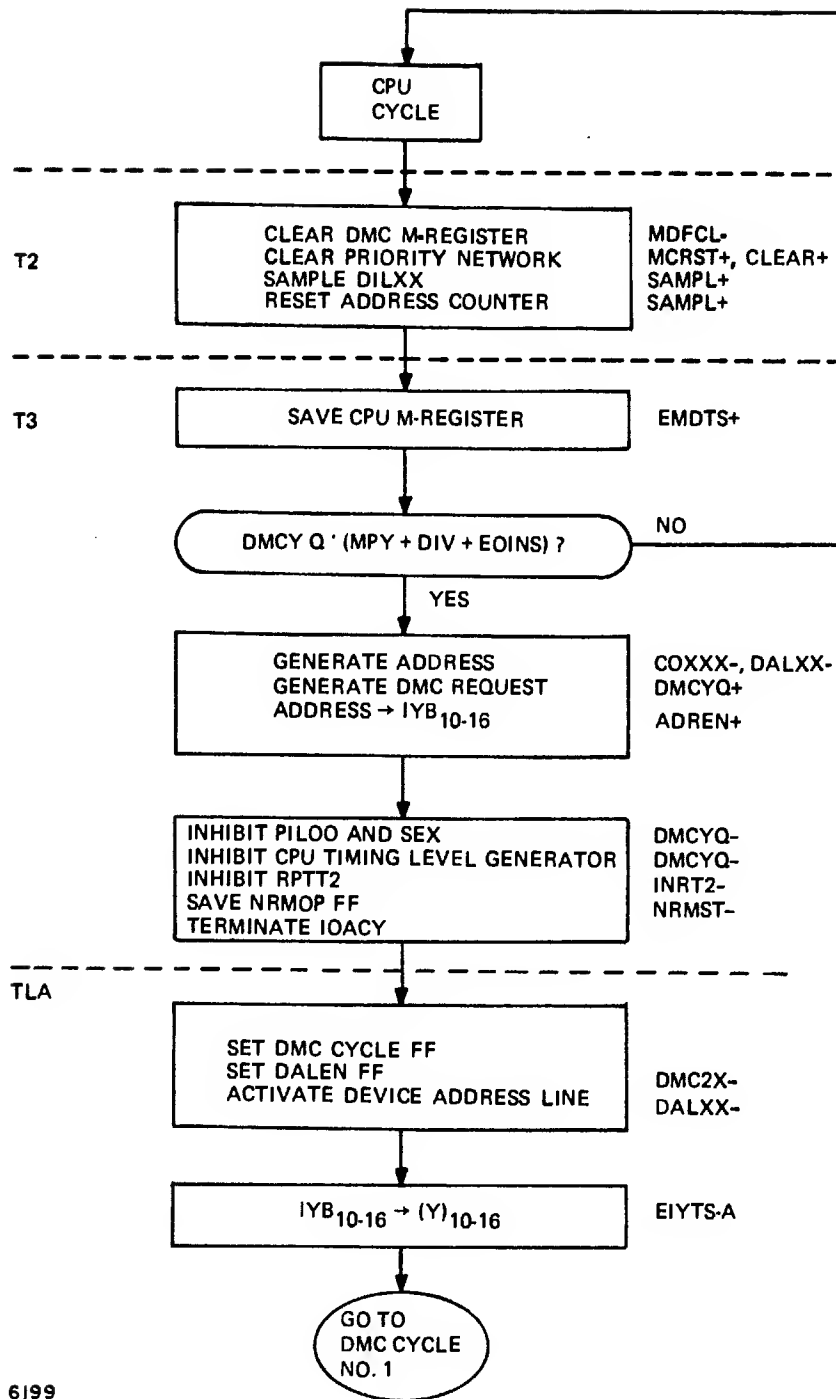 CPU
CYCLE
T2
CLEAR DMC M-REGISTER MDFCL-
CLEAR PRIORITY NETWORK MCRST+, CLEAR+
SAMPLE DILXX SAMPL+
RESET ADDRESS COUNTER SAMPL+
T3
SAVE CPU M-REGISTER EMDTS+
DMCY Q ' (MPY + DIV + EOINS) ? NO
YES
GENERATE ADDRESS COXXX-, DALXX-
GENERATE DMC REQUEST DMCYQ+
ADDRESS → IYB10-16 ADREN+
INHIBIT PILOO AND SEX DMCYQ-
INHIBIT CPU TIMING LEVEL GENERATOR DMCYQ-
INHIBIT RPTT2 INRT2-
SAVE NRMOP FF NRMST-
TERMINATE IOACY
TLA
SET DMC CYCLE FF
SET DALEN FF DMC2X-
ACTIVATE DEVICE ADDRESS LINE DALXX-
IYB10-16 → (Y)10-16 EIYTS-A
GO TO
DMC CYCLE
NO. 1
6199